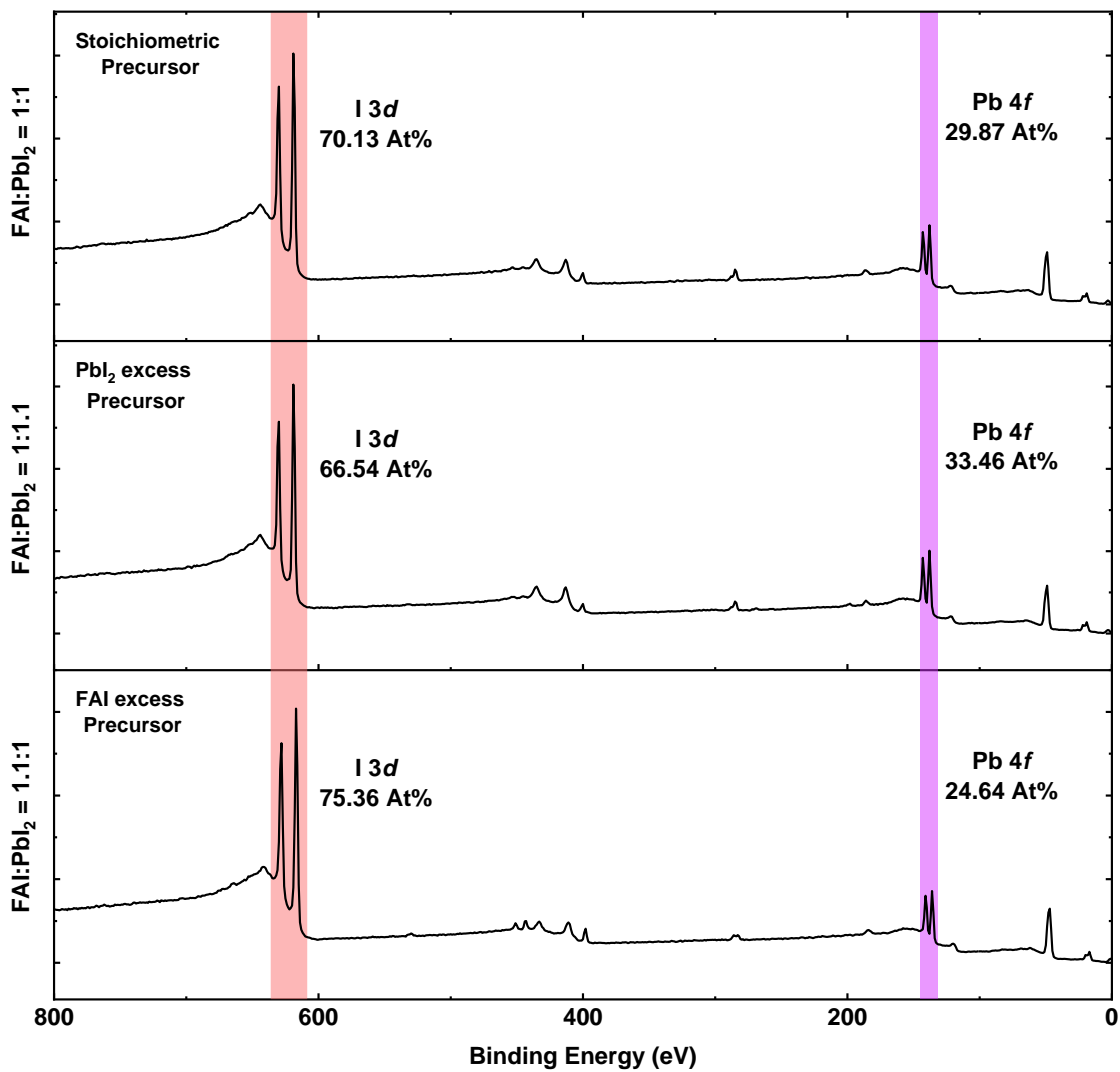 Stoichiometric
Precursor
I 3d
70.13 At%
Pb 4f
29.87 At%
FAI:PbI₂ = 1:1
PbI₂ excess
Precursor
I 3d
66.54 At%
Pb 4f
33.46 At%
FAI:PbI₂ = 1:1.1
FAI excess
Precursor
I 3d
75.36 At%
Pb 4f
24.64 At%
FAI:PbI₂ = 1.1:1
800 600 400 200 0
Binding Energy (eV)